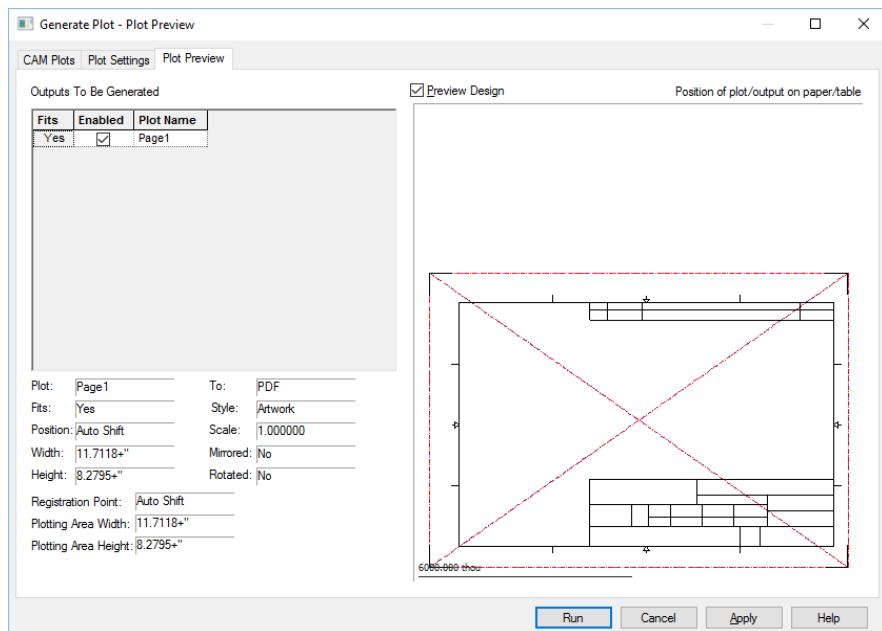 Generate Plot - Plot Preview
CAM Plots Plot Settings Plot Preview
Outputs To Be Generated
Preview Design
Position of plot/output on paper/table
Fits Enabled Plot Name
Yes Page1
Plot: Page1 To: PDF
Fits: Yes Style: Artwork
Position: Auto Shift Scale: 1.000000
Width: 11.7118+" Mirrored: No
Height: 8.2795+" Rotated: No
Registration Point: Auto Shift
Plotting Area Width: 11.7118+"
Plotting Area Height: 8.2795+"
6000.000 thou
Run Cancel Apply Help